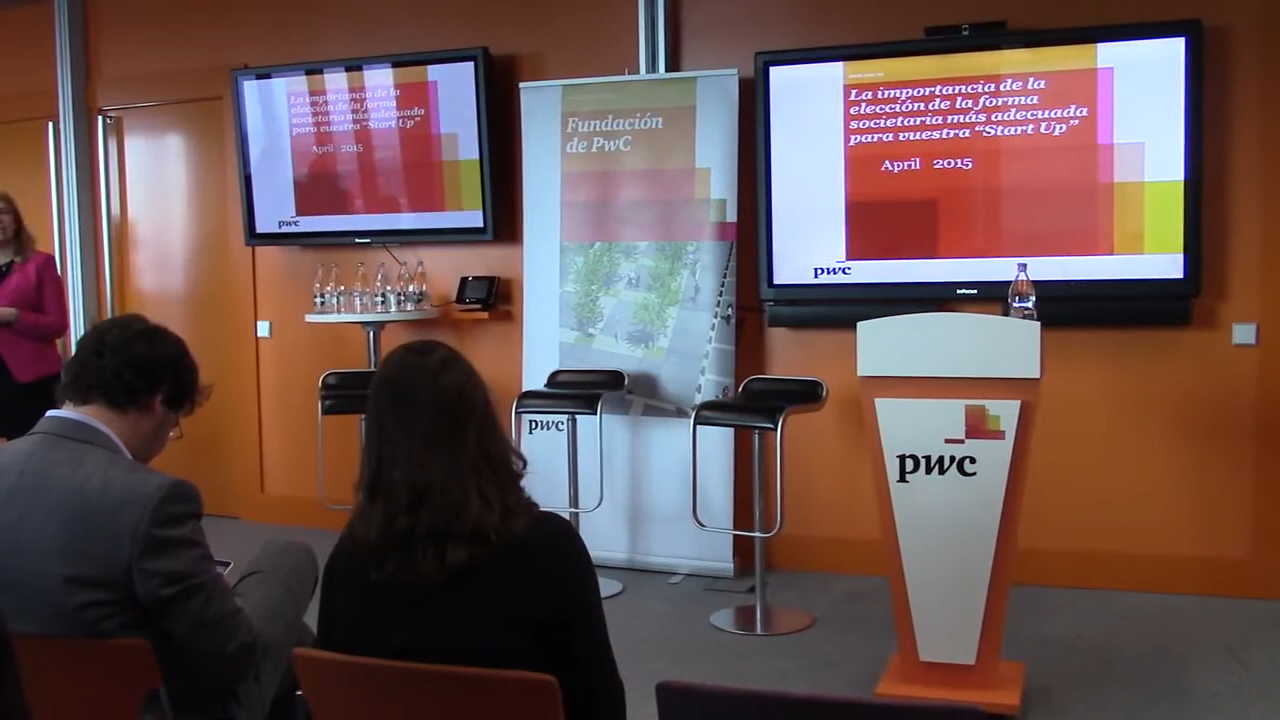 La importancia de la
elección de la forma
societaria más adecuada
para vuestra “Start Up”
April 2015
pwc
Panasonic
Fundación
de PwC
pwc
La importancia de la
elección de la forma
societaria más adecuada
para vuestra “Start Up”
April 2015
pwc
InFocus
pwc